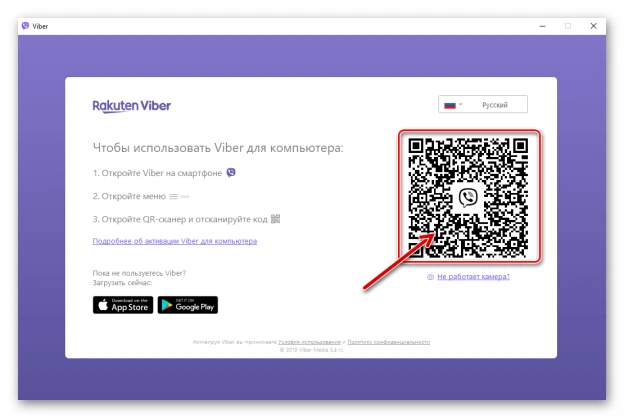 Viber
Rakuten Viber
Русский
Чтобы использовать Viber для компьютера:
1. Откройте Viber на смартфоне
2. Откройте меню
3. Откройте QR-сканер и отсканируйте код
Подробнее об активации Viber для компьютера
Не работает камера?
Пока не пользуетесь Viber?
Загрузить сейчас:
Download on the
App Store
GET IT ON
Google Play
Активируя Viber, вы принимаете Условия использования и Политику конфиденциальности
© 2019 Viber Media S.à r.l.